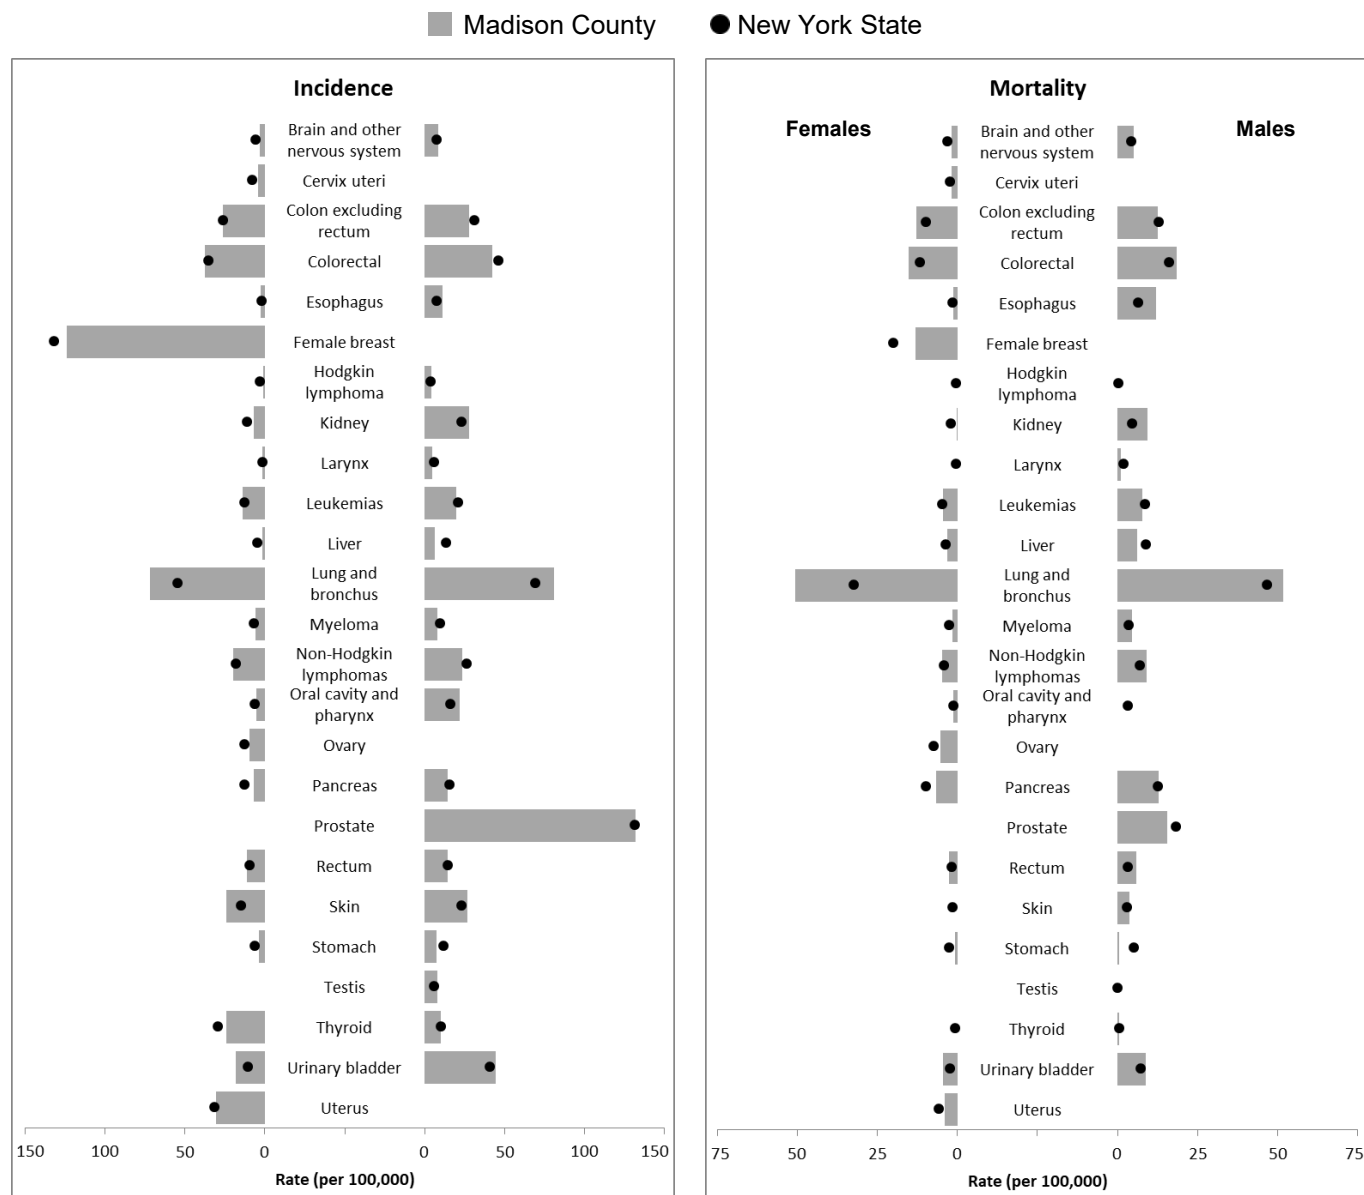 Madison County
New York State
Incidence
Brain and other
nervous system
Cervix uteri
Colon excluding
rectum
Colorectal
Esophagus
Female breast
Hodgkin
lymphoma
Kidney
Larynx
Leukemias
Liver
Lung and
bronchus
Myeloma
Non-Hodgkin
lymphomas
Oral cavity and
pharynx
Ovary
Pancreas
Prostate
Rectum
Skin
Stomach
Testis
Thyroid
Urinary bladder
Uterus
150 100 50 0 0 50 100 150
Rate (per 100,000)
Mortality
Females Males
Brain and other
nervous system
Cervix uteri
Colon excluding
rectum
Colorectal
Esophagus
Female breast
Hodgkin
lymphoma
Kidney
Larynx
Leukemias
Liver
Lung and
bronchus
Myeloma
Non-Hodgkin
lymphomas
Oral cavity and
pharynx
Ovary
Pancreas
Prostate
Rectum
Skin
Stomach
Testis
Thyroid
Urinary bladder
Uterus
75 50 25 0 0 25 50 75
Rate (per 100,000)